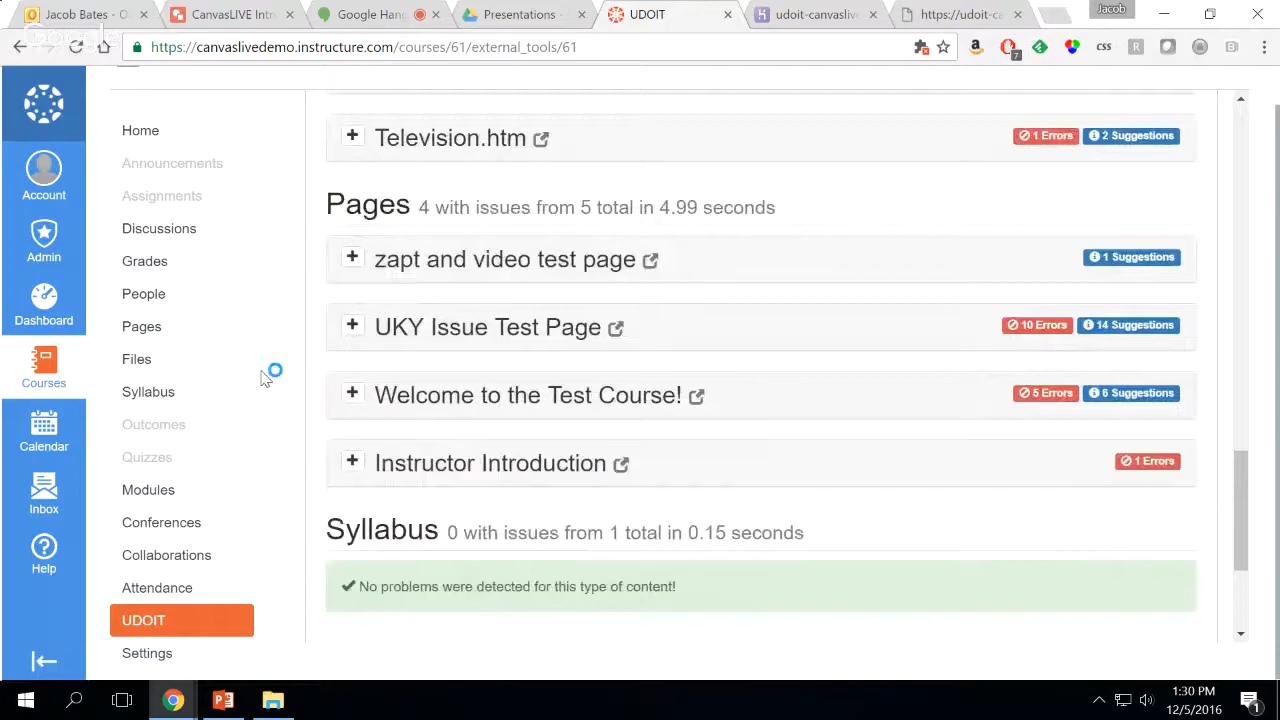 Jacob Bates - O
CanvasLIVE Intr
Google Han
Presentations -
UDOIT
udoit-canvasliv
https://udoit-ca
Jacob
https://canvaslivedemo.instructure.com/courses/61/external_tools/61
7
CSS
R
Account
Admin
Dashboard
Courses
Calendar
Inbox
Help
Home
Announcements
Assignments
Discussions
Grades
People
Pages
Files
Syllabus
Outcomes
Quizzes
Modules
Conferences
Collaborations
Attendance
UDOIT
Settings
Television.htm
1 Errors
2 Suggestions
Pages 4 with issues from 5 total in 4.99 seconds
zapt and video test page
1 Suggestions
UKY Issue Test Page
10 Errors
14 Suggestions
Welcome to the Test Course!
5 Errors
6 Suggestions
Instructor Introduction
1 Errors
Syllabus 0 with issues from 1 total in 0.15 seconds
No problems were detected for this type of content!
1:30 PM
12/5/2016
1